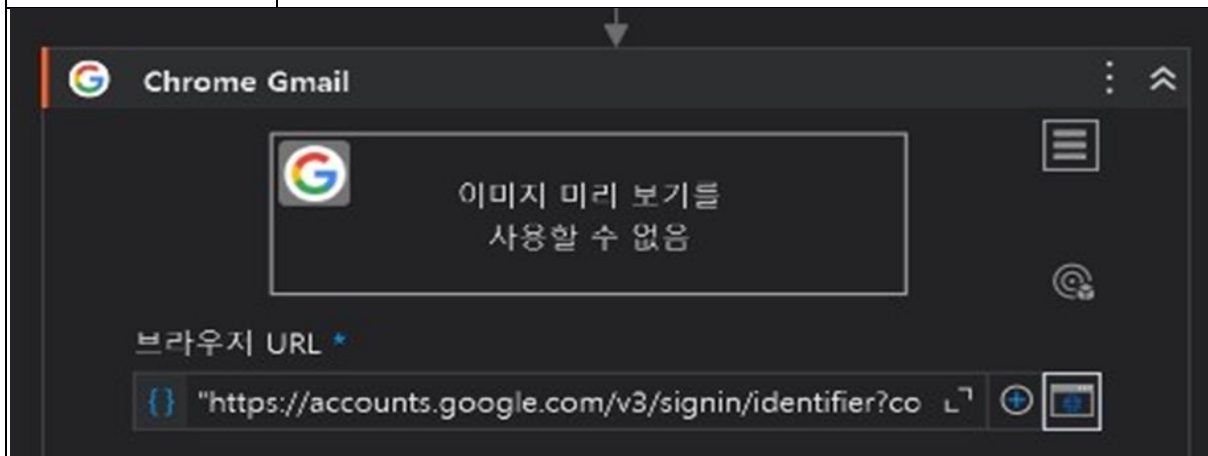 Chrome Gmail
이미지 미리 보기를
사용할 수 없음
브라우저 URL *
{} "https://accounts.google.com/v3/signin/identifier?co